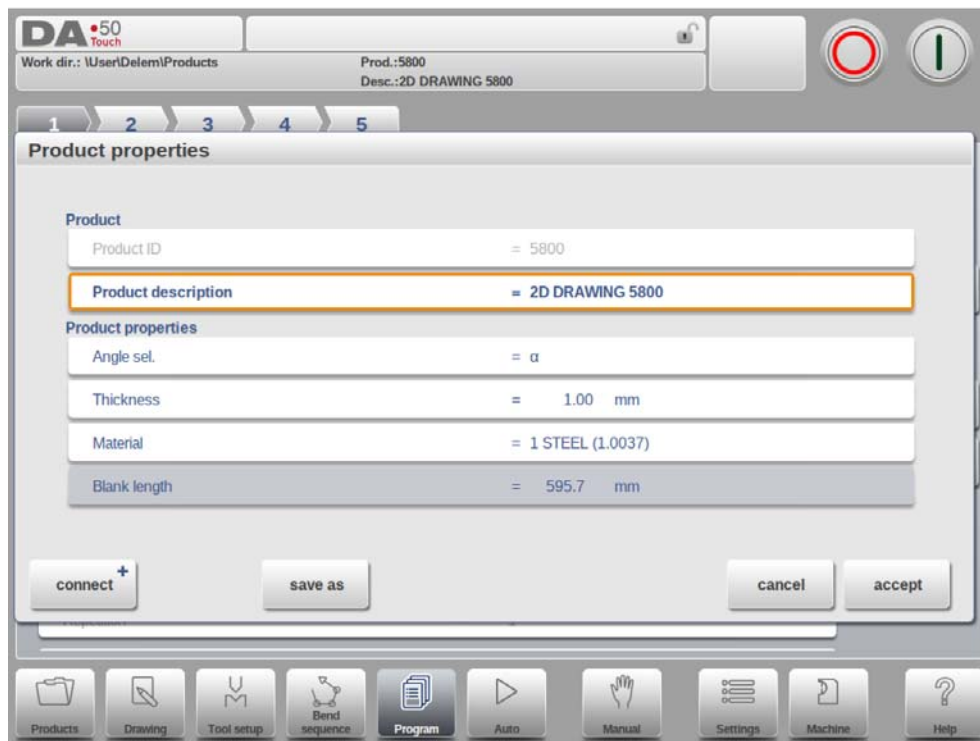 DA 50
Touch
Work dir.: \User\Delem\Products
Prod.:5800
Desc.:2D DRAWING 5800
1 2 3 4 5
Product properties
Product
Product ID = 5800
Product description = 2D DRAWING 5800
Product properties
Angle sel. = α
Thickness = 1.00 mm
Material = 1 STEEL (1.0037)
Blank length = 595.7 mm
connect +
save as
cancel
accept
Products
Drawing
Tool setup
Bend
sequence
Program
Auto
Manual
Settings
Machine
? Help